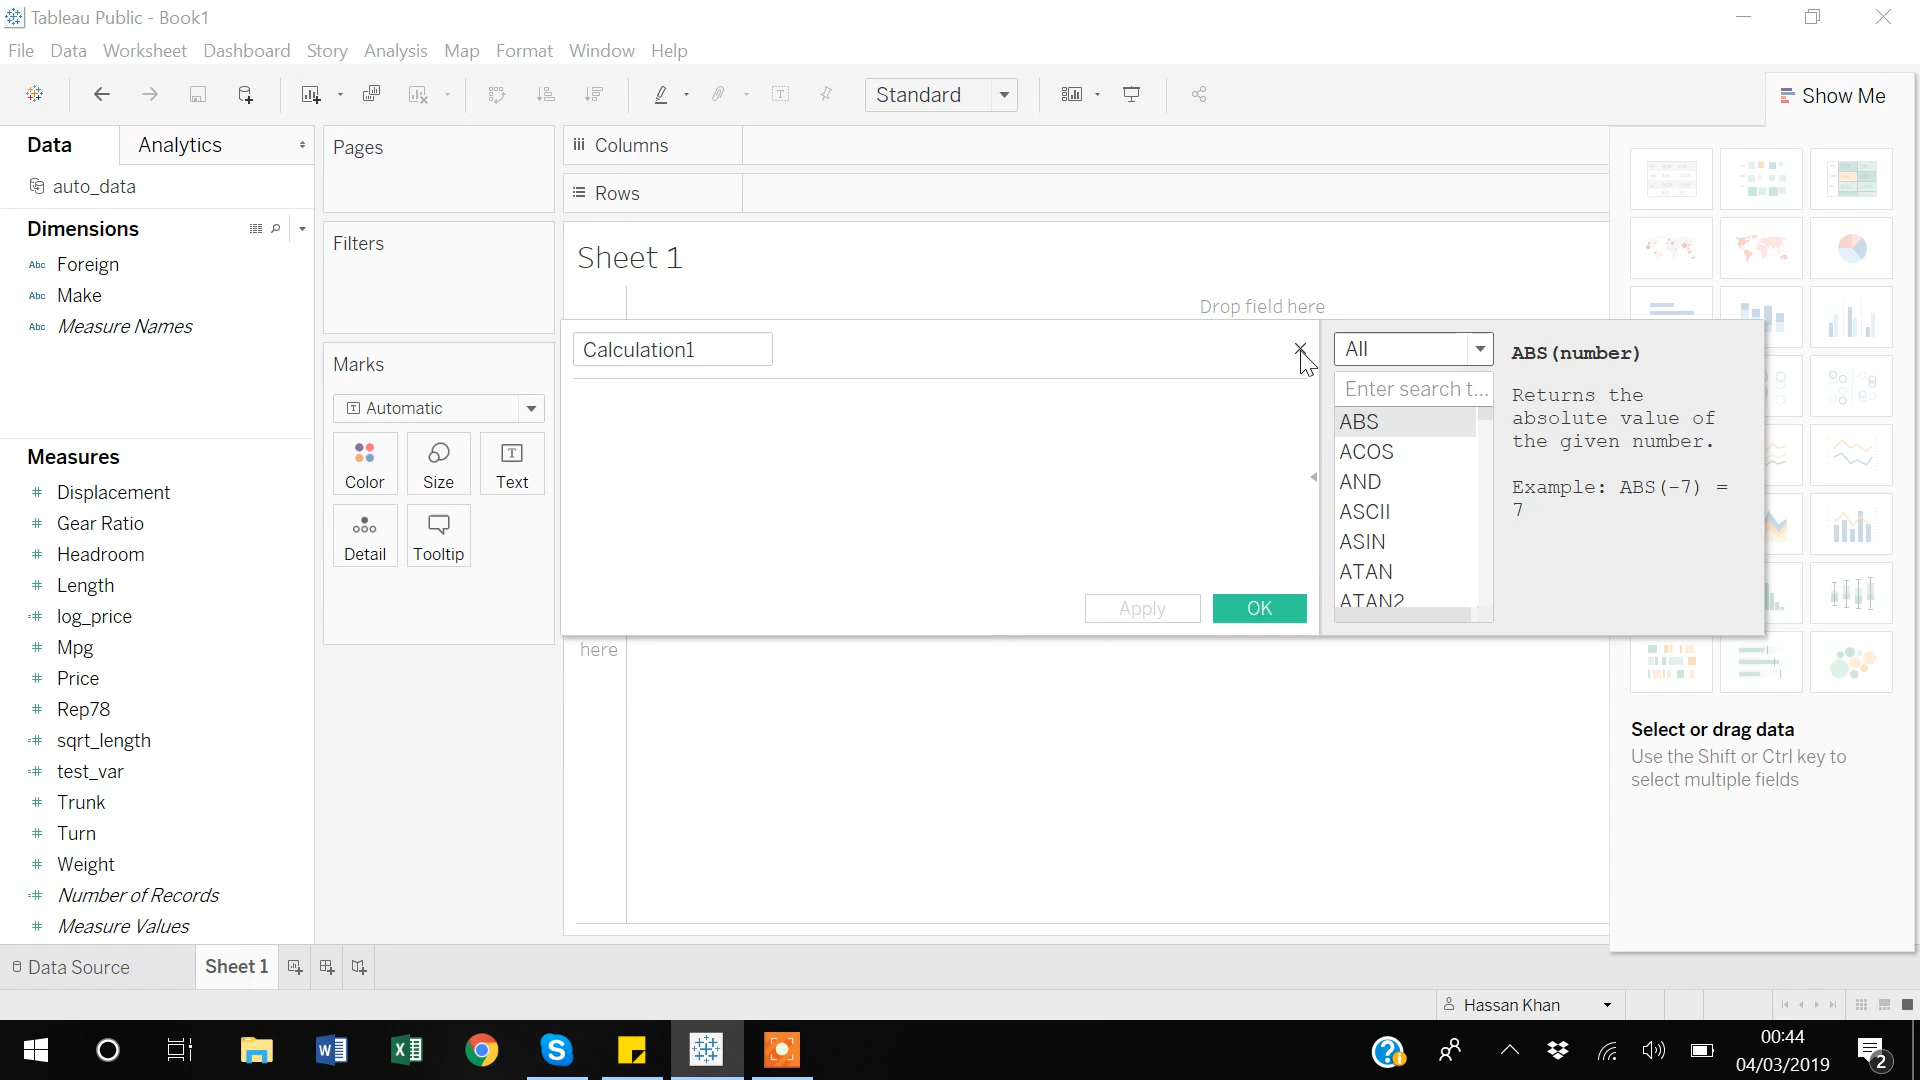 Tableau Public - Book1
File Data Worksheet Dashboard Story Analysis Map Format Window Help
Standard
Show Me
Data
Analytics
auto_data
Dimensions
Abc Foreign
Abc Make
Abc Measure Names
Measures
# Displacement
# Gear Ratio
# Headroom
# Length
=# log_price
# Mpg
# Price
# Rep78
=# sqrt_length
=# test_var
# Trunk
# Turn
# Weight
=# Number of Records
# Measure Values
Pages
Filters
Marks
T Automatic
Color
Size
T
Text
Detail
Tooltip
Columns
Rows
Sheet 1
Drop field here
Calculation1
Apply
OK
All
Enter search t...
ABS
ACOS
AND
ASCII
ASIN
ATAN
ATAN2
ABS(number)
Returns the
absolute value of
the given number.
Example: ABS(-7) =
7
here
Select or drag data
Use the Shift or Ctrl key to
select multiple fields
Data Source
Sheet 1
Hassan Khan
00:44
04/03/2019
2